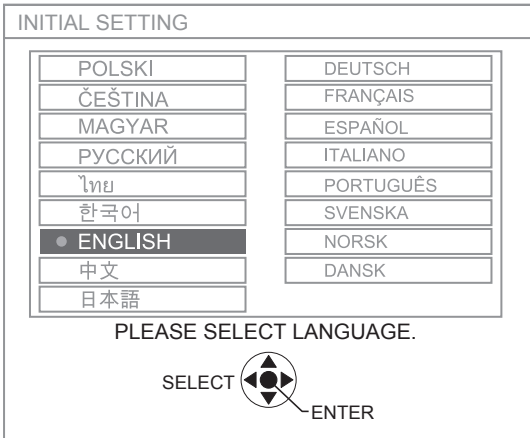 INITIAL SETTING
POLSKI
ČEŠTINA
MAGYAR
РУССКИЙ
ไทย
한국어
ENGLISH
中文
日本語
DEUTSCH
FRANÇAIS
ESPAÑOL
ITALIANO
PORTUGUÊS
SVENSKA
NORSK
DANSK
PLEASE SELECT LANGUAGE.
SELECT
ENTER